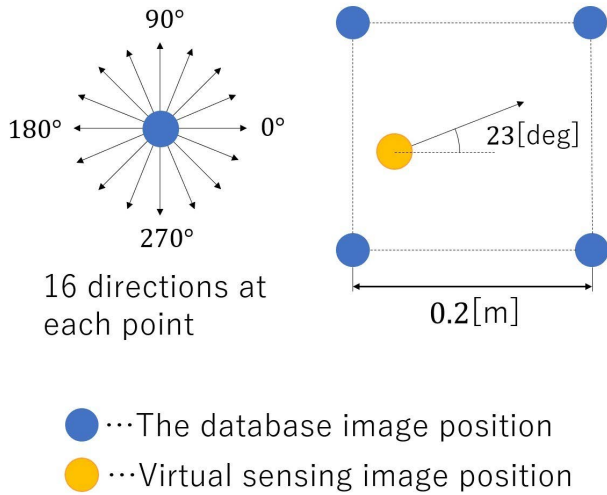 90°
180°
0°
270°
16 directions at
each point
23[deg]
0.2[m]
…The database image position
…Virtual sensing image position